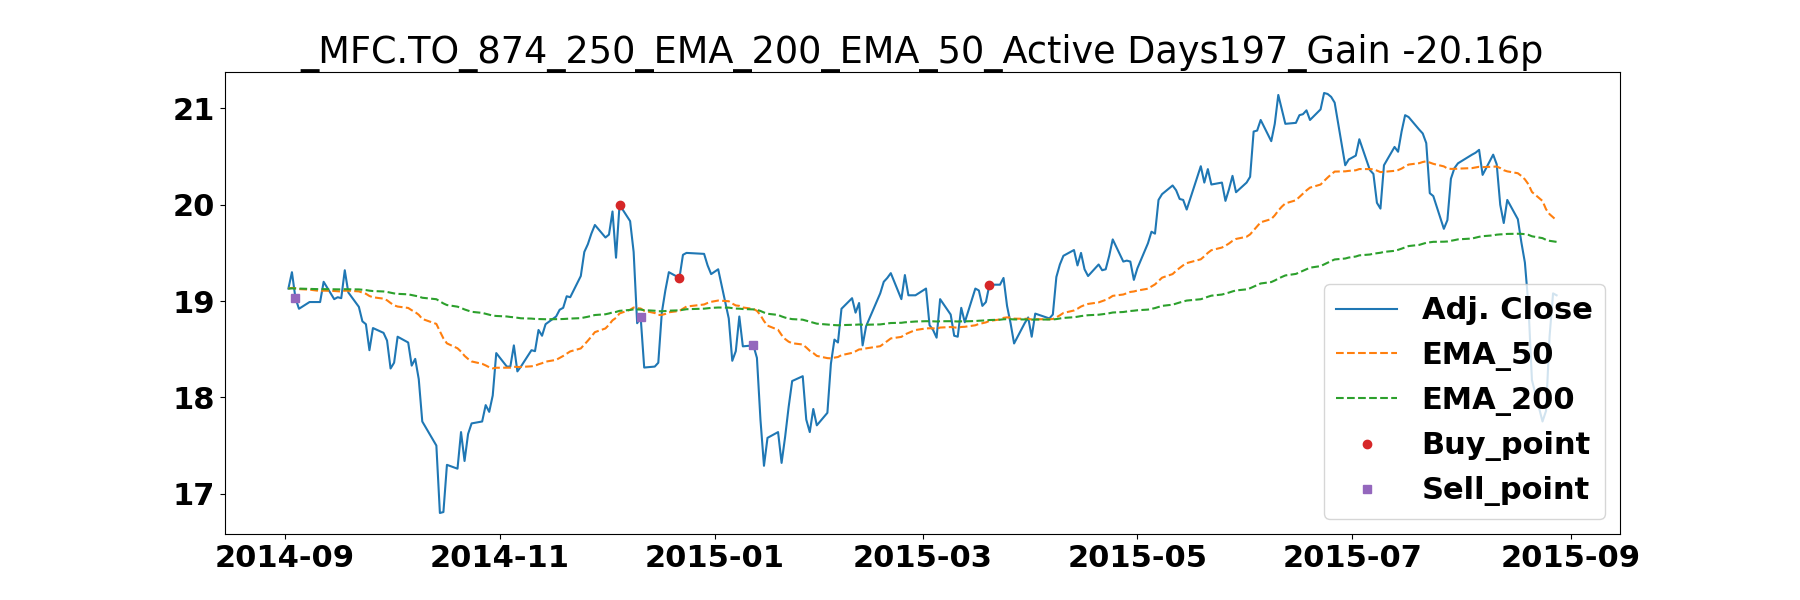 _MFC.TO_874_250_EMA_200_EMA_50_Active Days197_Gain -20.16p
21
20
19
18
17
2014-09 2014-11 2015-01 2015-03 2015-05 2015-07 2015-09
Adj. Close
EMA_50
EMA_200
Buy_point
Sell_point